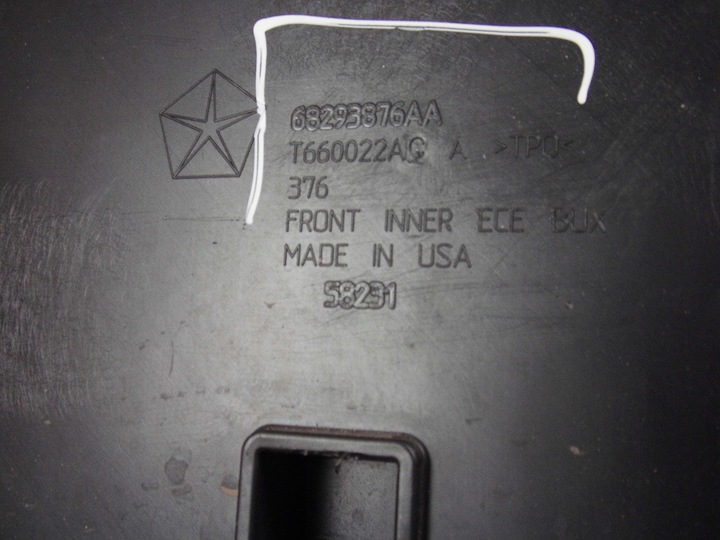 68293876AA
T660022AC A >TPO<
376
FRONT INNER ECE BUX
MADE IN USA
58231